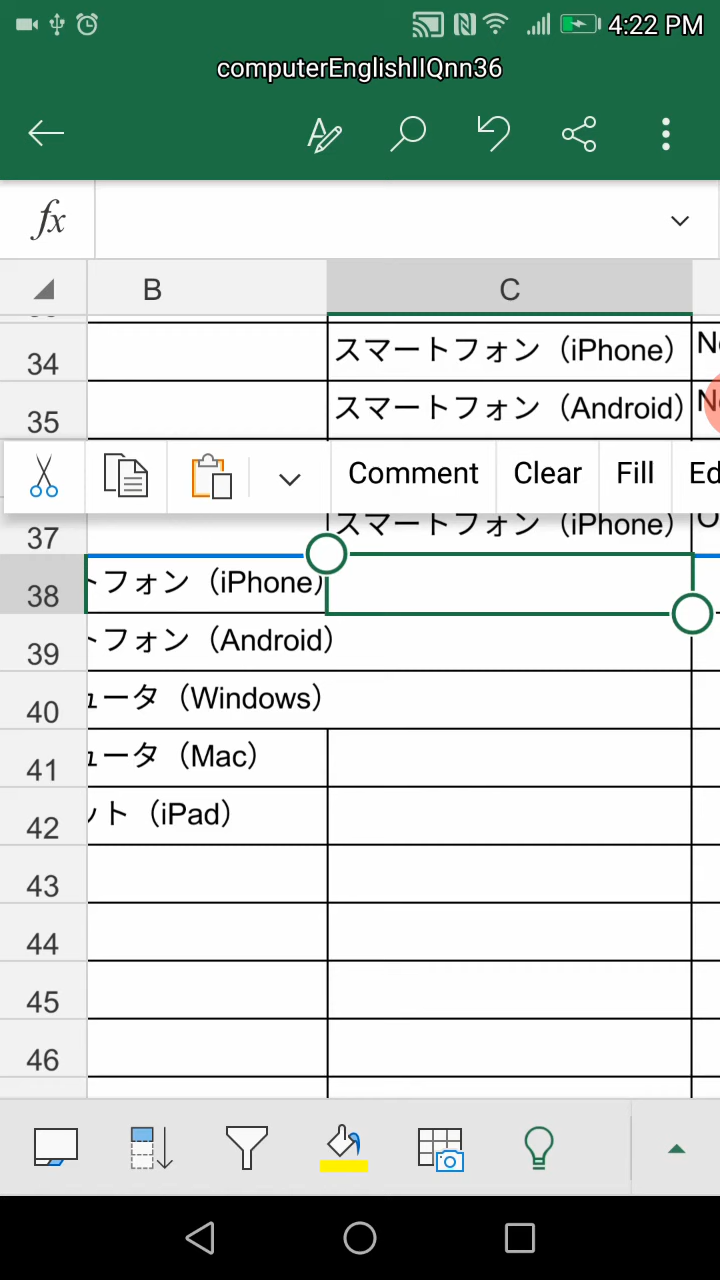 4:22 PM
computerEnglishIIQnn36
fx
B C
34 スマートフォン（iPhone）
35 スマートフォン（Android）
Comment Clear Fill Ed
37 スマートフォン（iPhone）
38 トフォン（iPhone）
39 トフォン（Android）
40 ュータ（Windows）
41 ュータ（Mac）
42 ット（iPad）
43
44
45
46